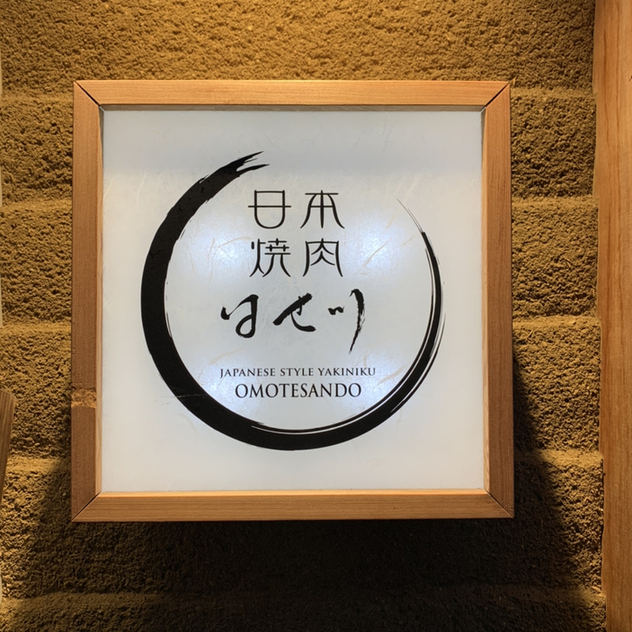 日本
焼肉
はせ川
JAPANESE STYLE YAKINIKU
OMOTESANDO